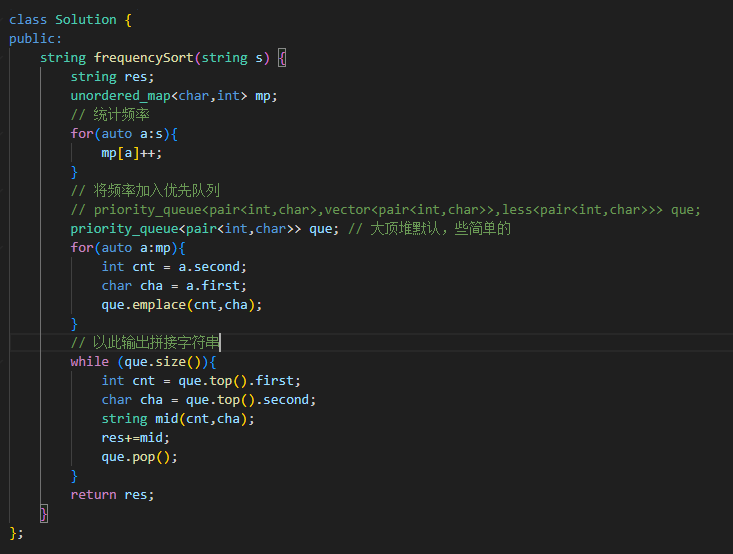 class Solution {
public:
    string frequencySort(string s) {
        string res;
        unordered_map<char,int> mp;
        // 统计频率
        for(auto a:s){
            mp[a]++;
        }
        // 将频率加入优先队列
        // priority_queue<pair<int,char>,vector<pair<int,char>>,less<pair<int,char>>> que;
        priority_queue<pair<int,char>> que; // 大顶堆默认，些简单的
        for(auto a:mp){
            int cnt = a.second;
            char cha = a.first;
            que.emplace(cnt,cha);
        }
        // 以此输出拼接字符串
        while (que.size()){
            int cnt = que.top().first;
            char cha = que.top().second;
            string mid(cnt,cha);
            res+=mid;
            que.pop();
        }
        return res;
    }
};